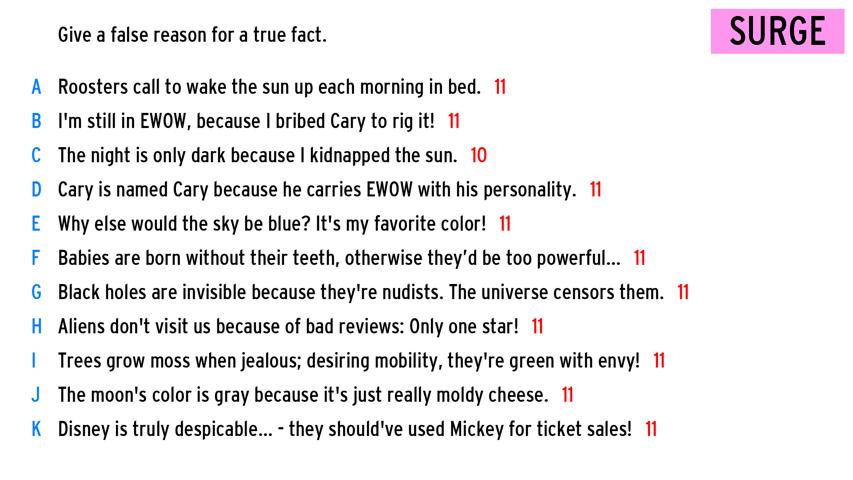 Give a false reason for a true fact.
SURGE
A Roosters call to wake the sun up each morning in bed. 11
B I'm still in EWOW, because I bribed Cary to rig it! 11
C The night is only dark because I kidnapped the sun. 10
D Cary is named Cary because he carries EWOW with his personality. 11
E Why else would the sky be blue? It's my favorite color! 11
F Babies are born without their teeth, otherwise they’d be too powerful... 11
G Black holes are invisible because they're nudists. The universe censors them. 11
H Aliens don't visit us because of bad reviews: Only one star! 11
I Trees grow moss when jealous; desiring mobility, they're green with envy! 11
J The moon's color is gray because it's just really moldy cheese. 11
K Disney is truly despicable... - they should've used Mickey for ticket sales! 11